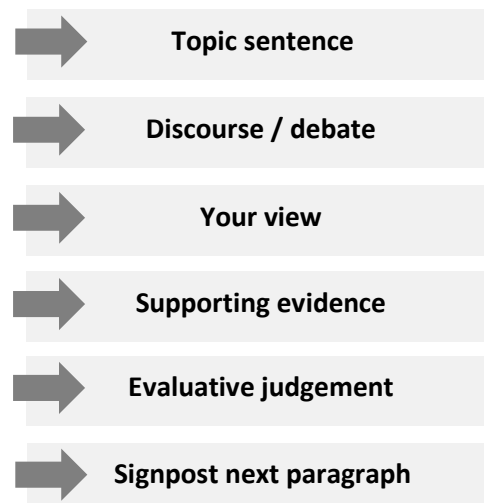 Topic sentence
Discourse / debate
Your view
Supporting evidence
Evaluative judgement
Signpost next paragraph